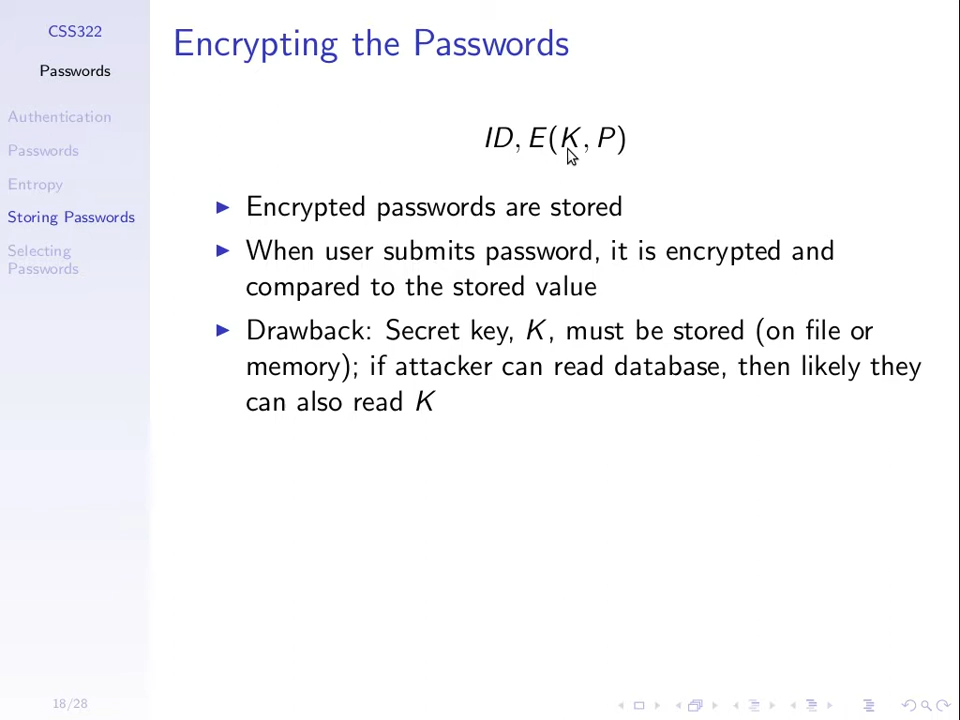 CSS322
Passwords
Authentication
Passwords
Entropy
Storing Passwords
Selecting
Passwords
Encrypting the Passwords
ID, E(K, P)
Encrypted passwords are stored
When user submits password, it is encrypted and
compared to the stored value
Drawback: Secret key, K, must be stored (on file or
memory); if attacker can read database, then likely they
can also read K
18/28